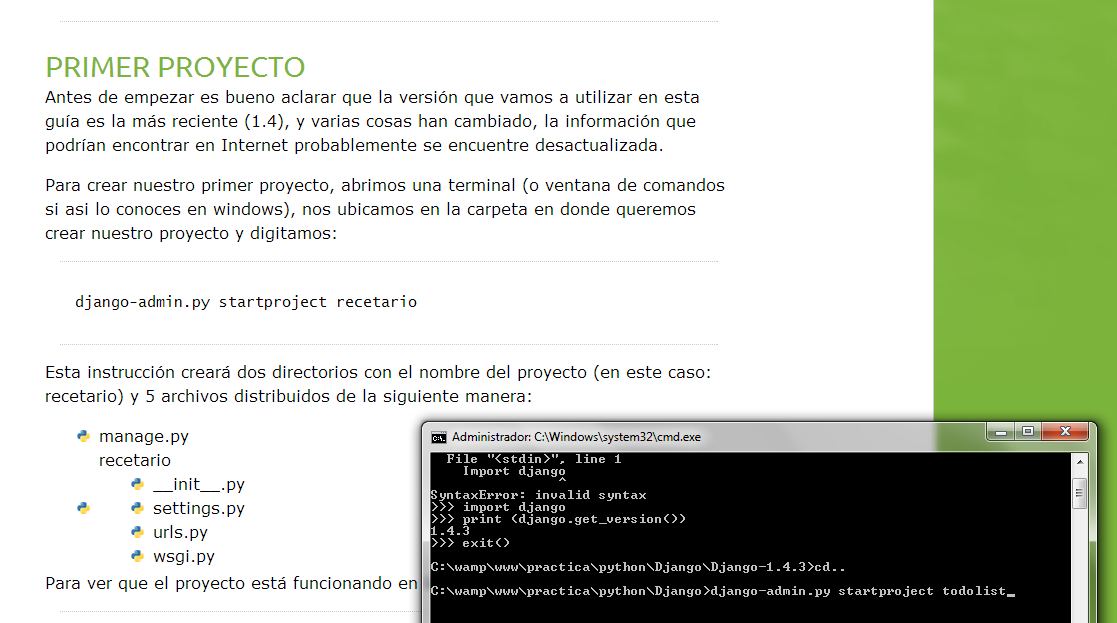 PRIMER PROYECTO
Antes de empezar es bueno aclarar que la versión que vamos a utilizar en esta
guía es la más reciente (1.4), y varias cosas han cambiado, la información que
podrían encontrar en Internet probablemente se encuentre desactualizada.
Para crear nuestro primer proyecto, abrimos una terminal (o ventana de comandos
si asi lo conoces en windows), nos ubicamos en la carpeta en donde queremos
crear nuestro proyecto y digitamos:
django-admin.py startproject recetario
Esta instrucción creará dos directorios con el nombre del proyecto (en este caso:
recetario) y 5 archivos distribuidos de la siguiente manera:
manage.py
recetario
__init__.py
settings.py
urls.py
wsgi.py
Para ver que el proyecto está funcionando en
Administrador: C:\Windows\system32\cmd.exe
File "<stdin>", line 1
Import django
^
SyntaxError: invalid syntax
>>> import django
>>> print (django.get_version())
1.4.3
>>> exit()
C:\wamp\www\practica\python\Django\Django-1.4.3>cd..
C:\wamp\www\practica\python\Django>django-admin.py startproject todolist_